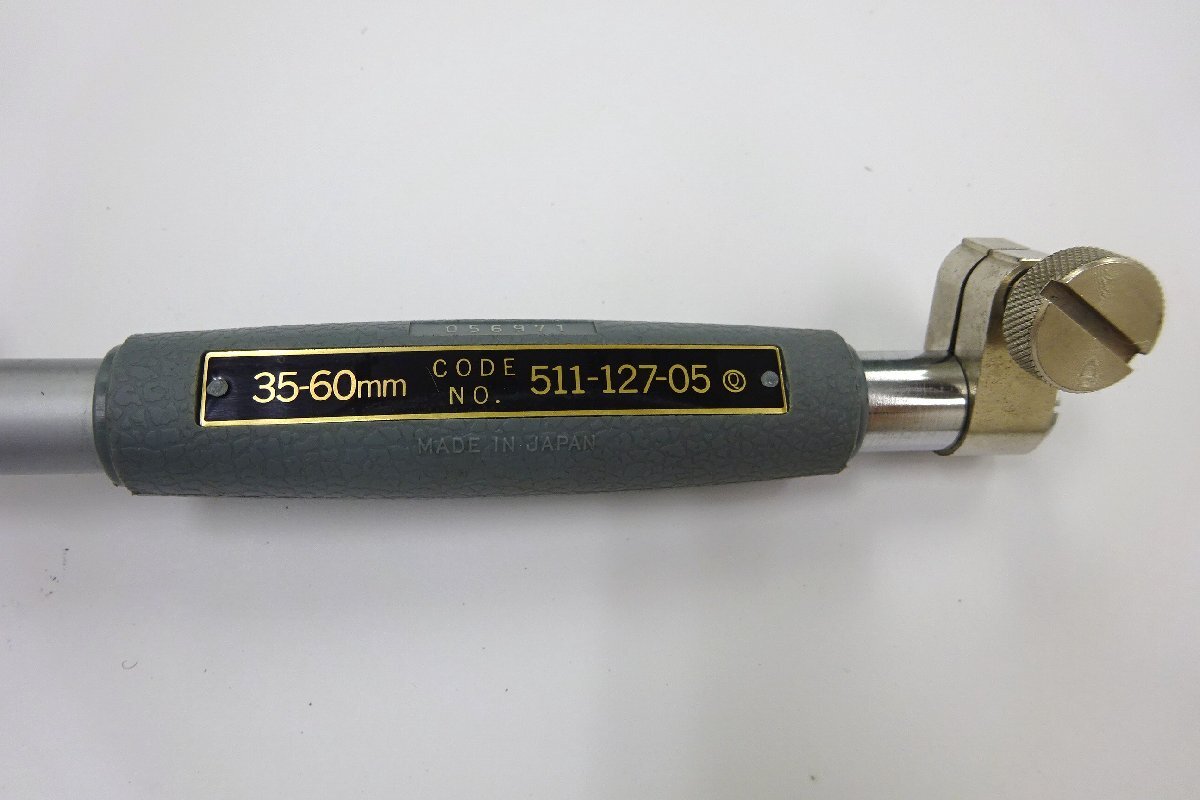 056971
35-60mm CODE NO. 511-127-05 Q
MADE IN JAPAN